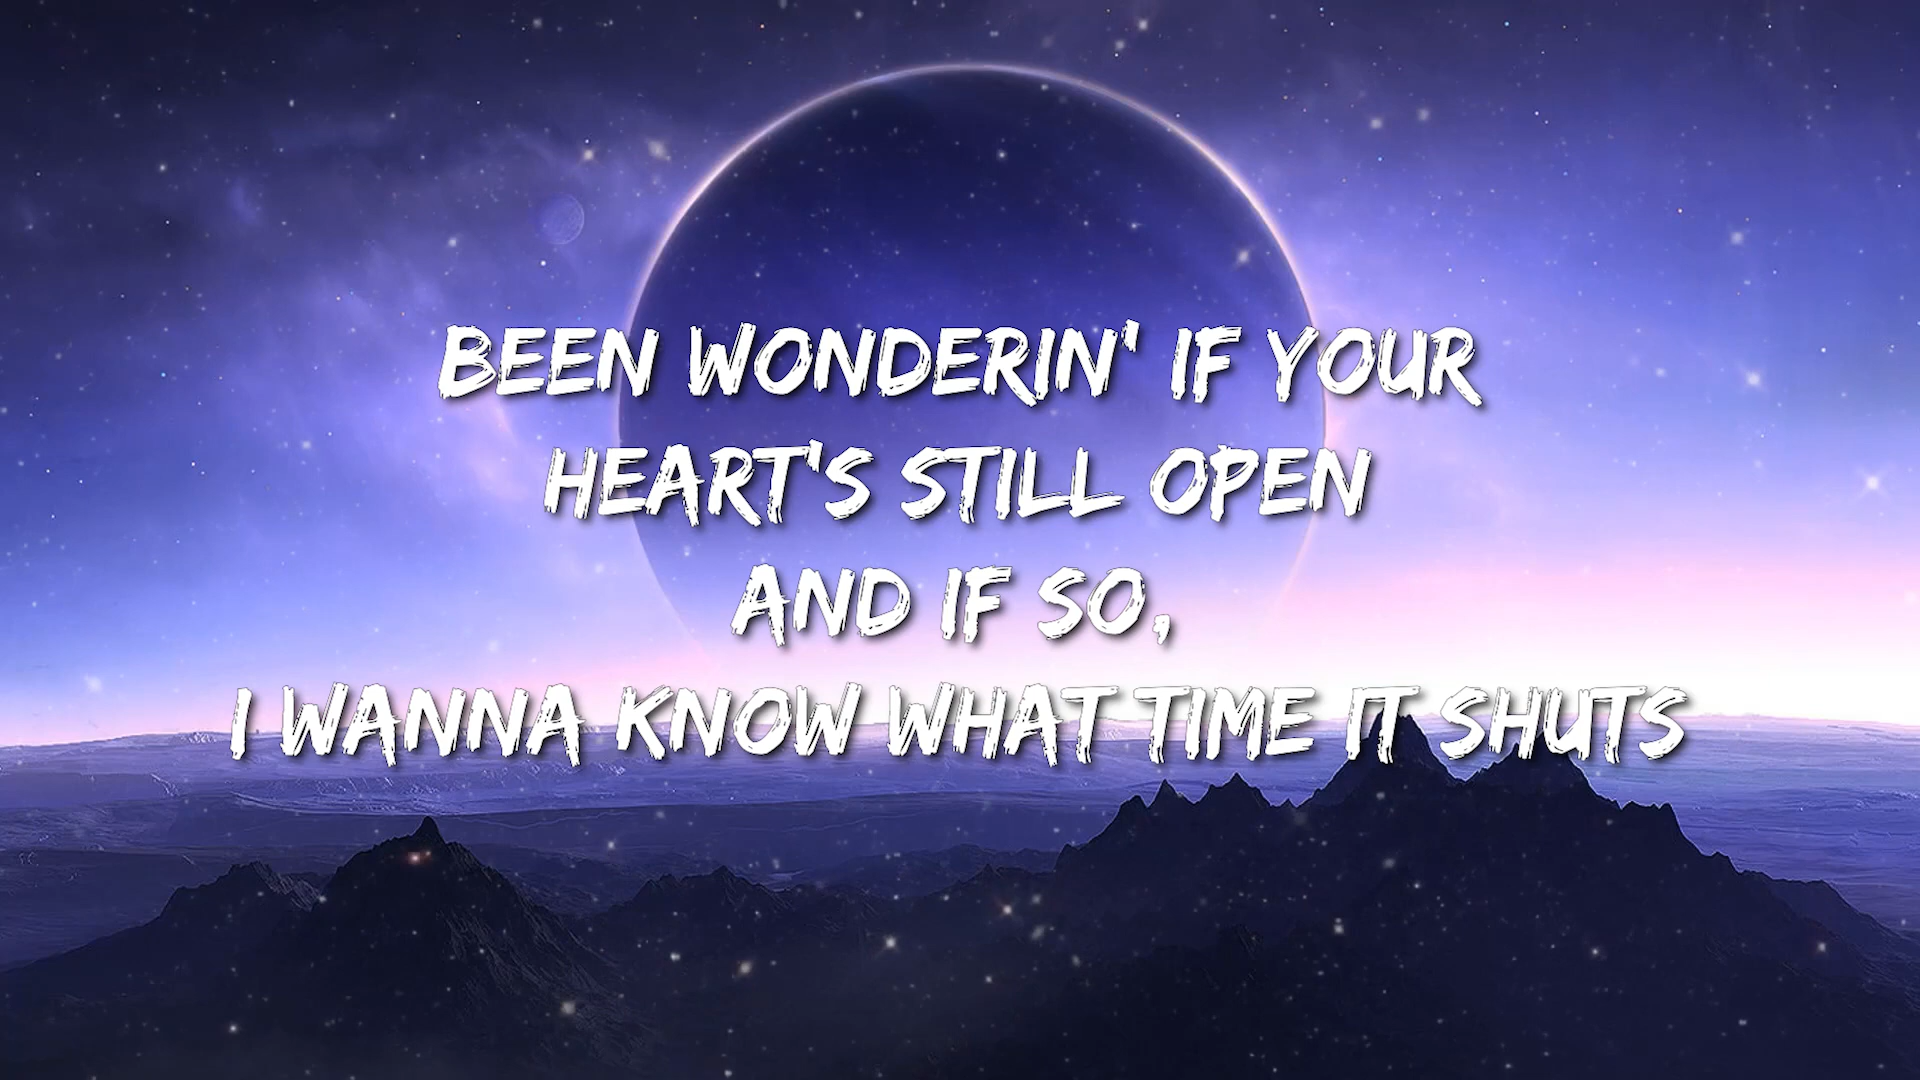 BEEN WONDERIN' IF YOUR
HEART'S STILL OPEN
AND IF SO,
I WANNA KNOW WHAT TIME IT SHUTS